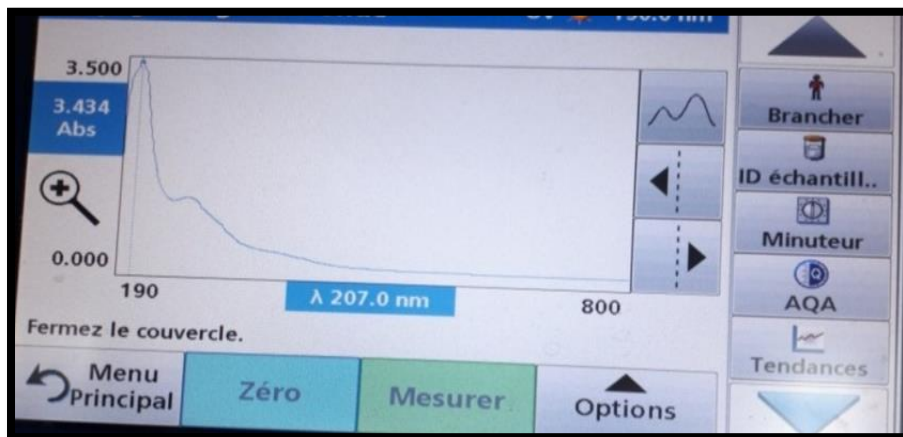 3.500
3.434
Abs
0.000
190
λ 207.0 nm
800
Fermez le couvercle.
Menu
Principal
Zéro
Mesurer
Options
Brancher
ID échantill..
Minuteur
AQA
Tendances